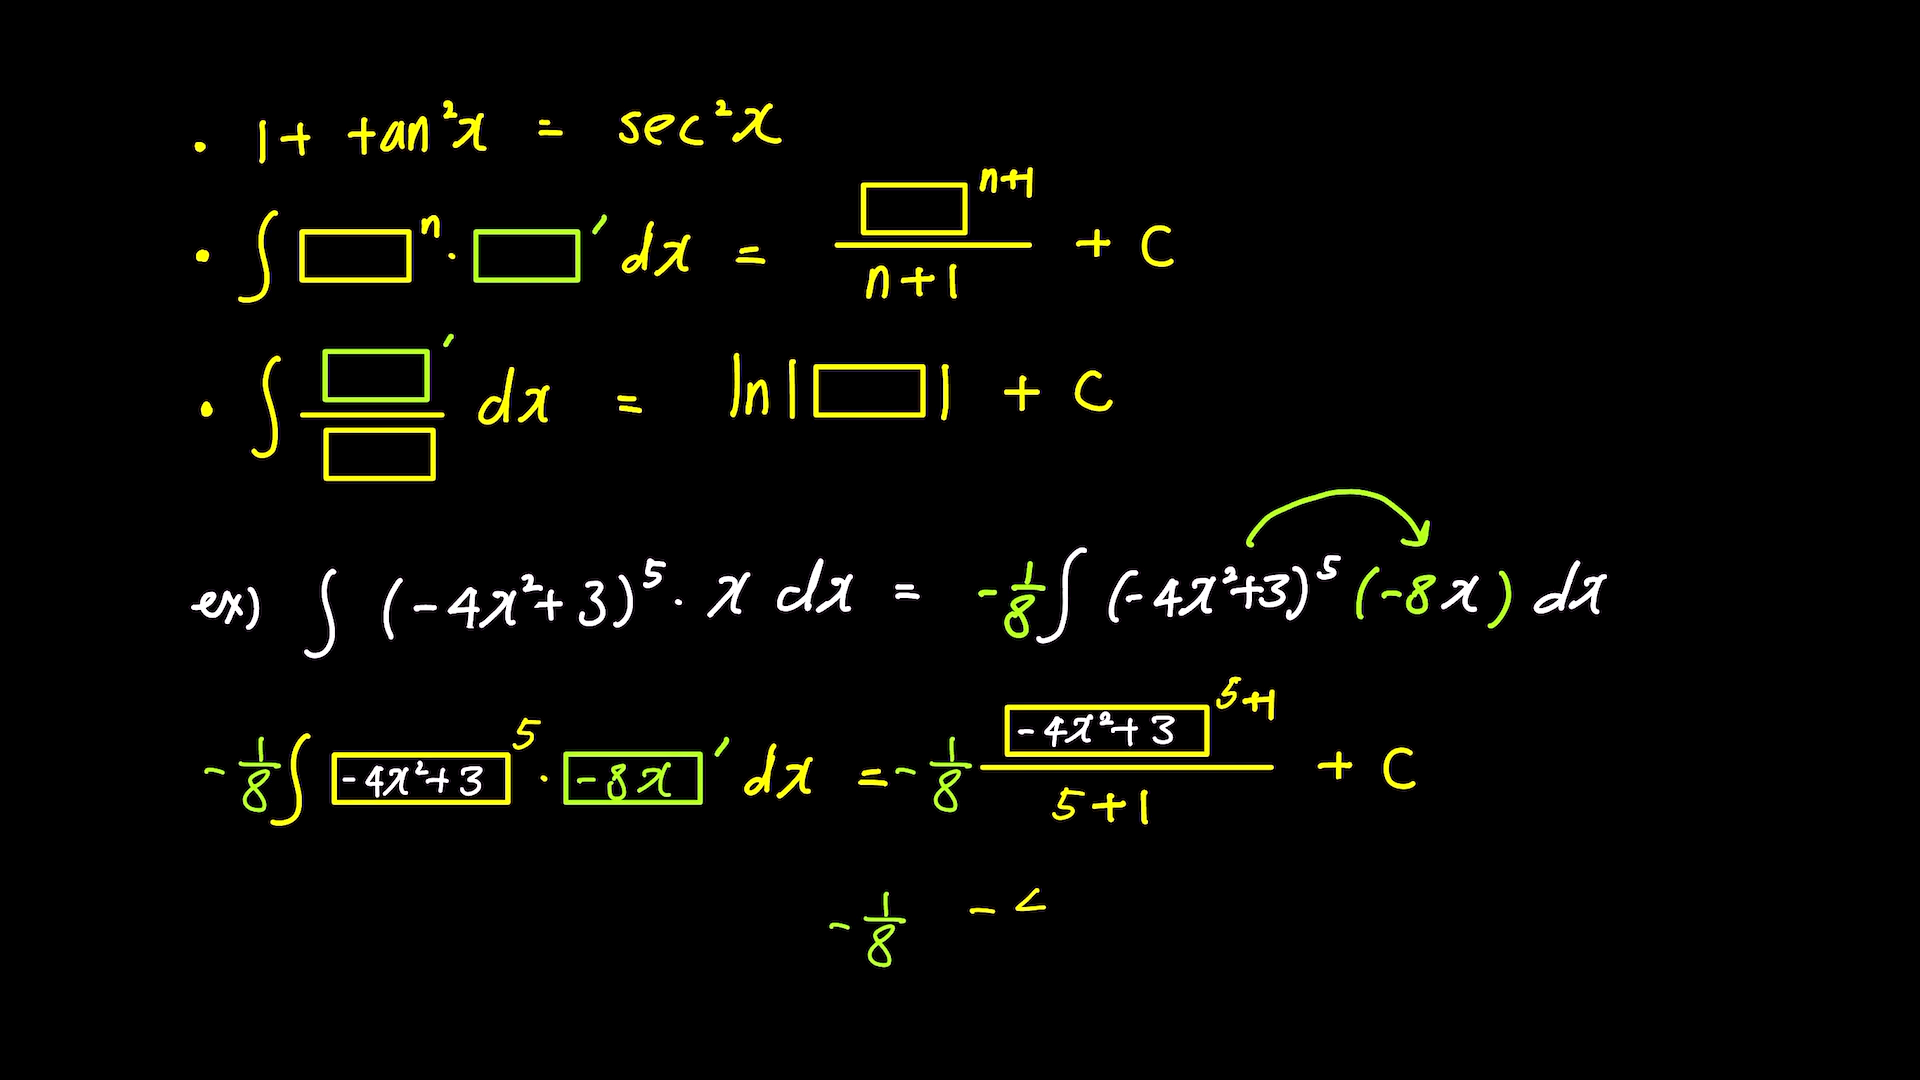 • 1 + tan²x = sec²x
• ∫ □ⁿ · □′ dx = □ⁿ⁺¹ / (n+1) + C
• ∫ □′ / □ dx = ln|□| + C
ex) ∫ (-4x²+3)⁵ · x dx = -1/8 ∫ (-4x²+3)⁵ (-8x) dx
-1/8 ∫ [-4x²+3]⁵ · [-8x]′ dx = -1/8 [-4x²+3]⁵⁺¹ / (5+1) + C
-1/8 -